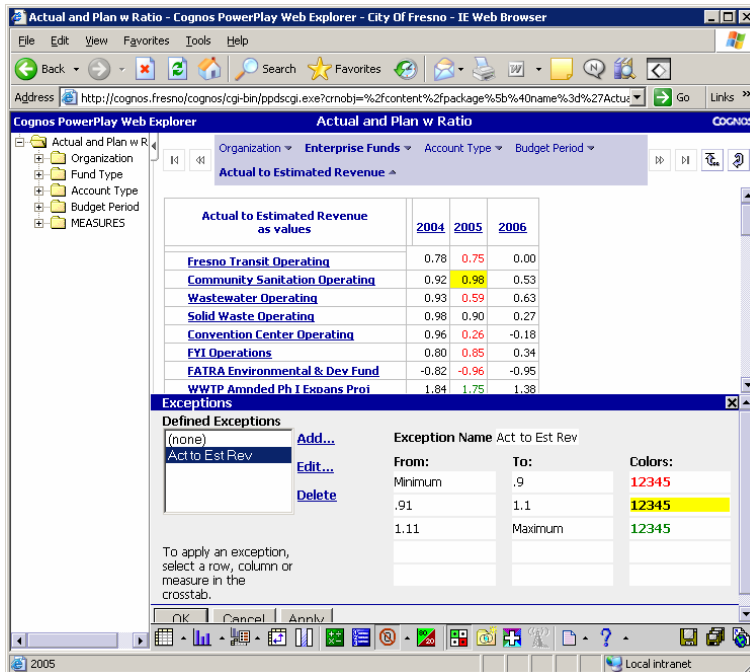 Actual and Plan w Ratio - Cognos PowerPlay Web Explorer - City Of Fresno - IE Web Browser
File Edit View Favorites Tools Help
Back Search Favorites
Address http://cognos.fresno/cognos/cgi-bin/ppdscgi.exe?crnobj=%2fcontent%2fpackage%5b%40name%3d%27Actua Go Links »
Cognos PowerPlay Web Explorer Actual and Plan w Ratio COGNOS
Actual and Plan w R
Organization
Fund Type
Account Type
Budget Period
MEASURES
Organization Enterprise Funds Account Type Budget Period
Actual to Estimated Revenue
Actual to Estimated Revenue
as values 2004 2005 2006
Fresno Transit Operating 0.78 0.75 0.00
Community Sanitation Operating 0.92 0.98 0.53
Wastewater Operating 0.93 0.59 0.63
Solid Waste Operating 0.98 0.90 0.27
Convention Center Operating 0.96 0.26 -0.18
FYI Operations 0.80 0.85 0.34
FATRA Environmental & Dev Fund -0.82 -0.96 -0.95
WWTP Amnded Ph I Expans Proj 1.84 1.75 1.38
Exceptions
Defined Exceptions
(none)
Act to Est Rev
Add...
Edit...
Delete
Exception Name Act to Est Rev
From: To: Colors:
Minimum .9 12345
.91 1.1 12345
1.11 Maximum 12345
To apply an exception,
select a row, column or
measure in the
crosstab.
OK Cancel Apply
2005 Local intranet